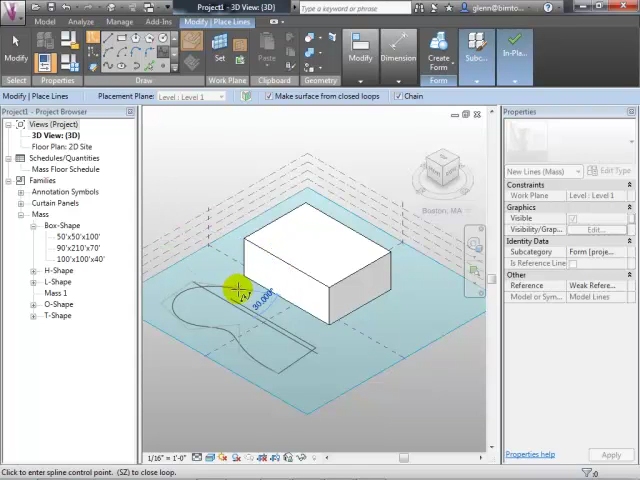 Project1 - 3D View: (3D)
Type a keyword or phrase
glenn@bimto...
Model By Area
Manage
Add-Ins
Modify | Place Lines
Modify
Set
Create Form
Modify
Dimension
Subc...
In-Pla...
Select
Properties
Draw
Work Plane
Clipboard
Geometry
Form
Modify | Place Lines
Placement Plane:
Level : Level 1
Make surface from closed loops
Chain
Project1 - Project Browser
Views (Project)
3D View: (3D)
Floor Plan: 2D Site
Schedules/Quantities
Mass Floor Schedule
Families
Annotation Symbols
Curtain Panels
Mass
Box-Shape
50'x50'x100'
90'x210'x70'
100'x100'x40'
H-Shape
L-Shape
Mass 1
O-Shape
T-Shape
30.000°
Boston, MA
Properties
New Lines (Mass)
Edit Type
Constraints
Work Plane
Level : Level 1
Graphics
Visible
Visibility/Grap...
Edit...
Identity Data
Subcategory
Form [proje...
Is Reference Line
Other
Reference
Weak Refere...
Model or Sym...
Model Lines
Properties help
Apply
1/16" = 1'-0"
Click to enter spline control point. (SZ) to close loop.
:0